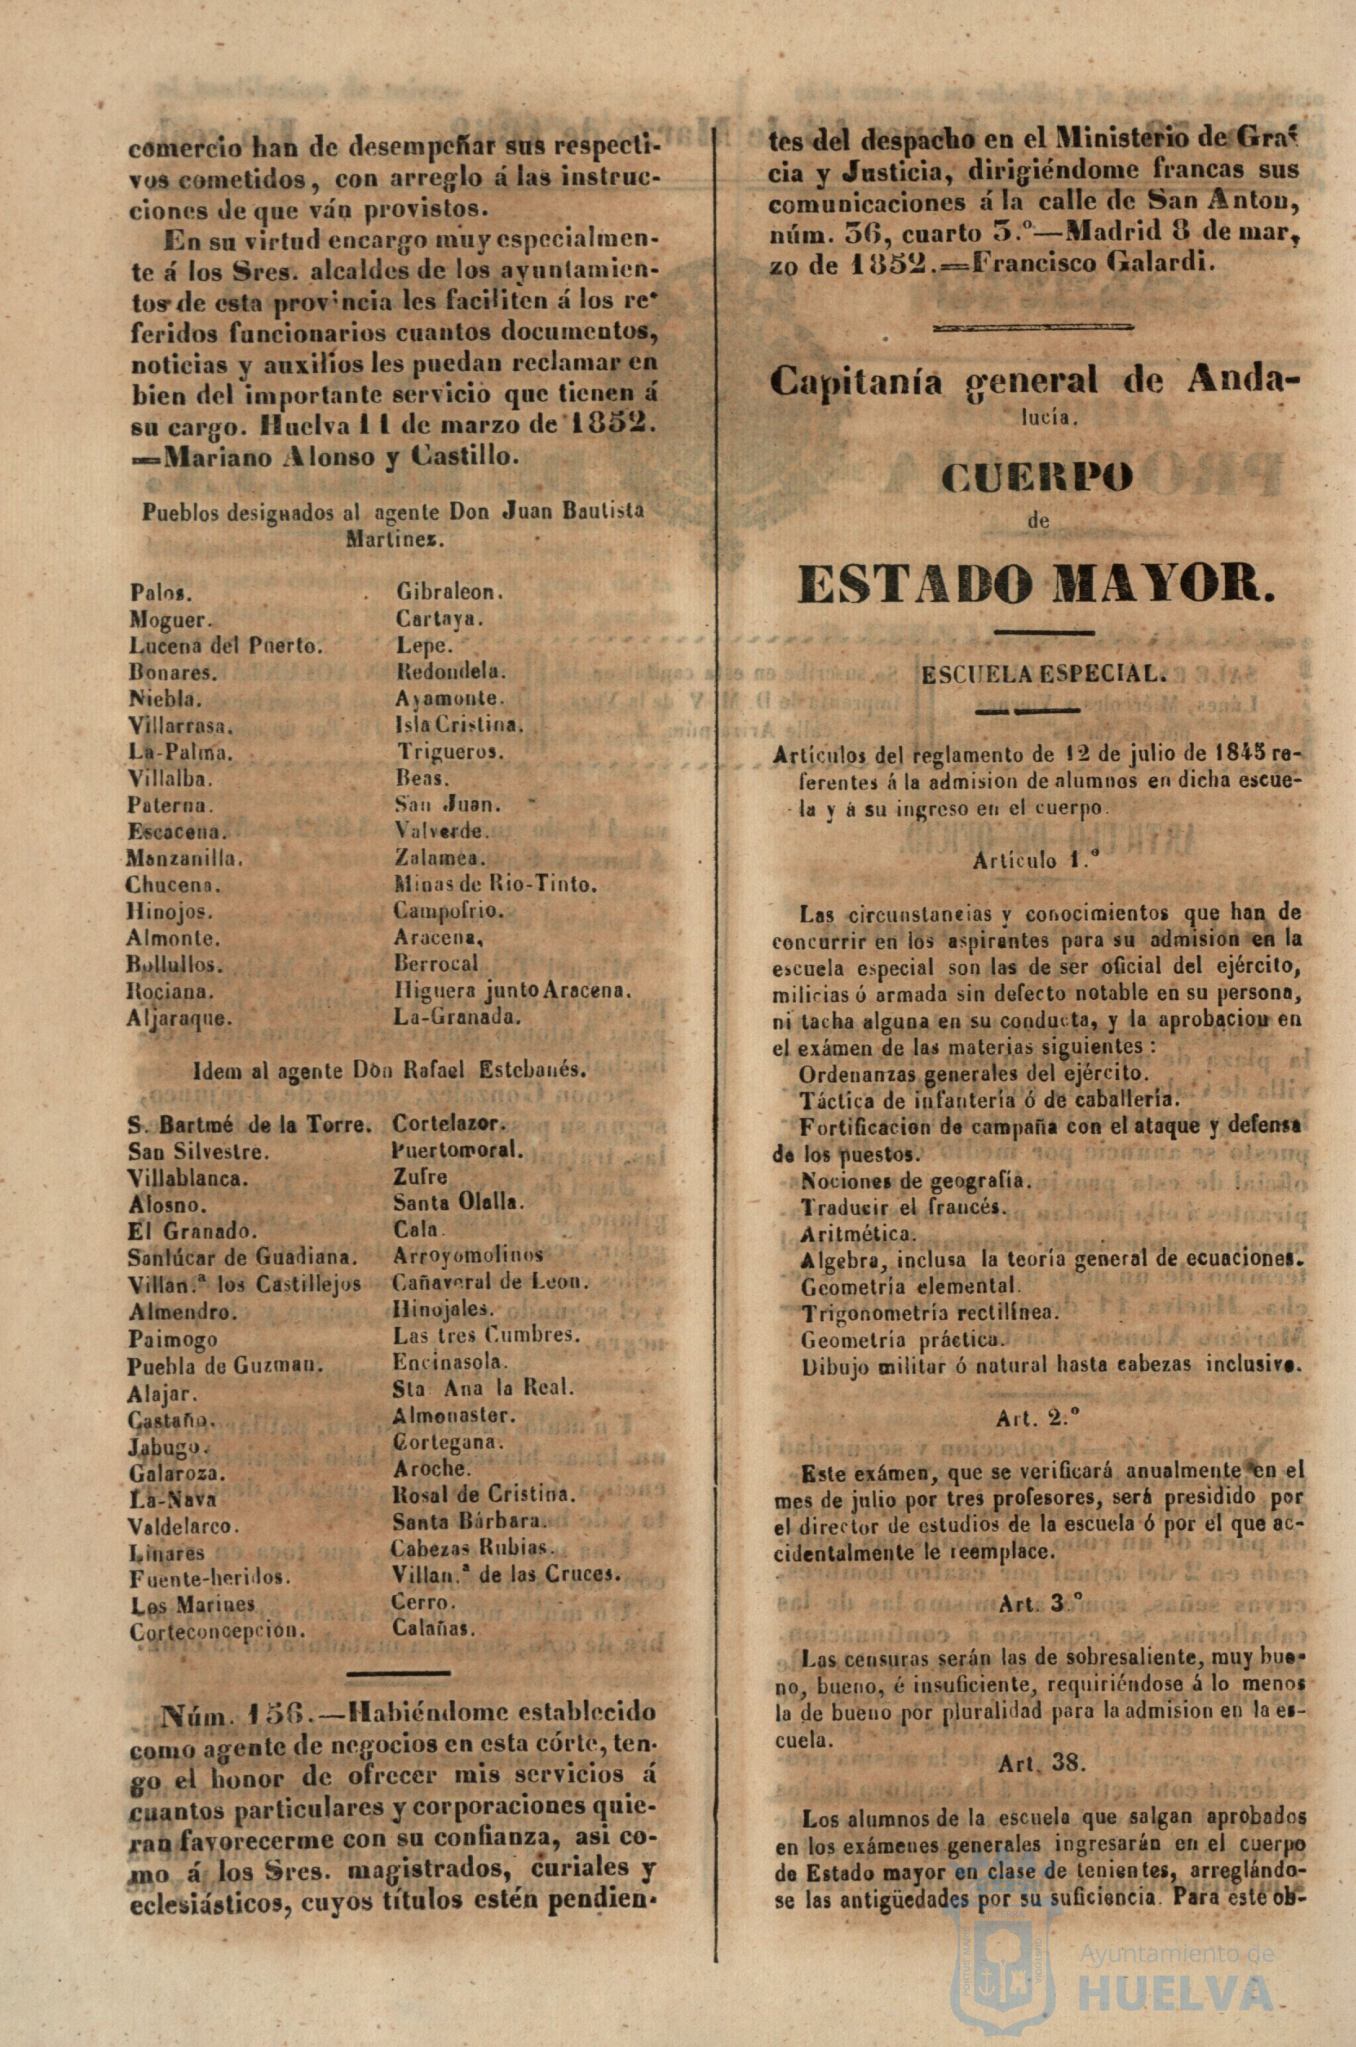 comercio han de desempeñar sus respecti-
vos cometidos, con arreglo á las instruc-
ciones de que ván provistos.
En su virtud encargo muy especialmen-
te á los Sres. alcaldes de los ayuntamien-
tos de esta provincia les faciliten á los re-
feridos funcionarios cuantos documentos,
noticias y auxilios les puedan reclamar en
bien del importante servicio que tienen á
su cargo. Huelva 11 de marzo de 1852.
=Mariano Alonso y Castillo.
Pueblos designados al agente Don Juan Bautista
Martinez.
Palos.
Moguer.
Lucena del Puerto.
Bonares.
Niebla.
Villarrasa.
La-Palma.
Villalba.
Paterna.
Escacena.
Manzanilla.
Chucena.
Hinojos.
Almonte.
Bollullos.
Rociana.
Aljaraque.
Gibraleon.
Cartaya.
Lepe.
Redondela.
Ayamonte.
Isla Cristina.
Trigueros.
Beas.
San Juan.
Valverde.
Zalamea.
Minas de Rio-Tinto.
Campofrio.
Aracena,
Berrocal
Higuera junto Aracena.
La-Granada.
Idem al agente Don Rafael Estebanés.
S. Bartmé de la Torre.
San Silvestre.
Villablanca.
Alosno.
El Granado.
Sanlúcar de Guadiana.
Villan.ª los Castillejos
Almendro.
Paimogo
Puebla de Guzman.
Alajar.
Castaño.
Jabugo.
Galaroza.
La-Nava
Valdelarco.
Linares
Fuente-heridos.
Los Marines
Corteconcepción.
Cortelazor.
Puertomoral.
Zufre
Santa Olalla.
Cala.
Arroyomolinos
Cañaveral de Leon.
Hinojales.
Las tres Cumbres.
Encinasola.
Sta Ana la Real.
Almonaster.
Cortegana.
Aroche.
Rosal de Cristina.
Santa Bárbara.
Cabezas Rubias.
Villan.ª de las Cruces.
Cerro.
Calañas.
Núm. 156.—Habiéndome establecido
como agente de negocios en esta córte, ten-
go el honor de ofrecer mis servicios á
cuantos particulares y corporaciones quie-
ran favorecerme con su confianza, asi co-
mo á los Sres. magistrados, curiales y
eclesiásticos, cuyos títulos estén pendien-
tes del despacho en el Ministerio de Gra-
cia y Justicia, dirigiéndome francas sus
comunicaciones á la calle de San Anton,
núm. 36, cuarto 3.º—Madrid 8 de mar,
zo de 1852.=Francisco Galardi.
Capitanía general de Anda-
lucía.
CUERPO
de
ESTADO MAYOR.
ESCUELA ESPECIAL.
Artículos del reglamento de 12 de julio de 1845 re-
ferentes á la admision de alumnos en dicha escue-
la y á su ingreso en el cuerpo.
Artículo 1.º
Las circunstancias y conocimientos que han de
concurrir en los aspirantes para su admision en la
escuela especial son las de ser oficial del ejército,
milicias ó armada sin defecto notable en su persona,
ni tacha alguna en su conducta, y la aprobacion en
el exámen de las materias siguientes:
Ordenanzas generales del ejército.
Táctica de infantería ó de caballería.
Fortificacion de campaña con el ataque y defensa
de los puestos.
Nociones de geografía.
Traducir el francés.
Aritmética.
Algebra, inclusa la teoría general de ecuaciones.
Geometría elemental.
Trigonometría rectilínea.
Geometría práctica.
Dibujo militar ó natural hasta cabezas inclusive.
Art. 2.º
Este exámen, que se verificará anualmente en el
mes de julio por tres profesores, será presidido por
el director de estudios de la escuela ó por el que ac-
cidentalmente le reemplace.
Art. 3.º
Las censuras serán las de sobresaliente, muy bue-
no, bueno, é insuficiente, requiriéndose á lo menos
la de bueno por pluralidad para la admision en la es-
cuela.
Art. 38.
Los alumnos de la escuela que salgan aprobados
en los exámenes generales ingresarán en el cuerpo
de Estado mayor en clase de tenientes, arreglándo-
se las antigüedades por su suficiencia. Para este ob-
Ayuntamiento de
HUELVA